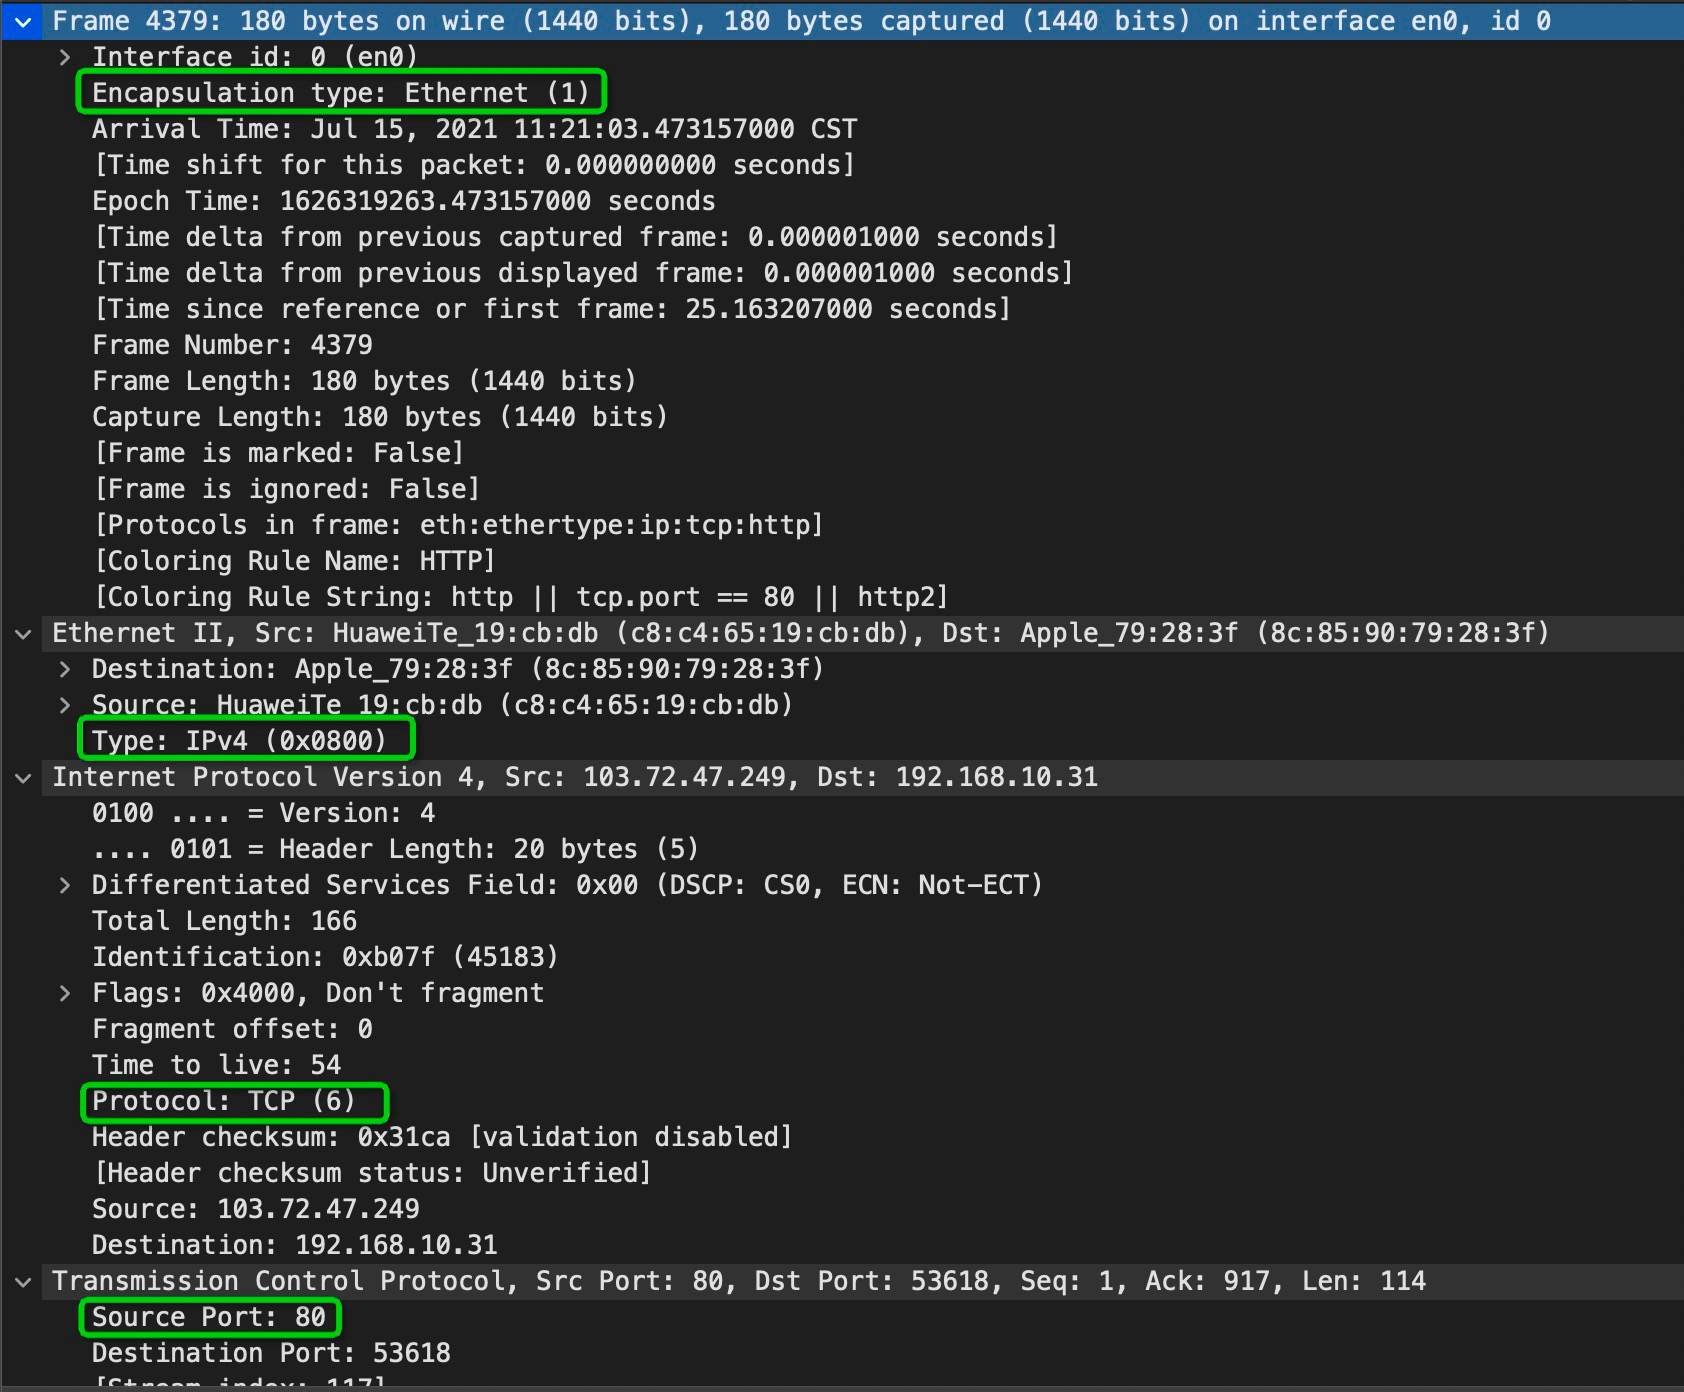 Frame 4379: 180 bytes on wire (1440 bits), 180 bytes captured (1440 bits) on interface en0, id 0
Interface id: 0 (en0)
Encapsulation type: Ethernet (1)
Arrival Time: Jul 15, 2021 11:21:03.473157000 CST
[Time shift for this packet: 0.000000000 seconds]
Epoch Time: 1626319263.473157000 seconds
[Time delta from previous captured frame: 0.000001000 seconds]
[Time delta from previous displayed frame: 0.000001000 seconds]
[Time since reference or first frame: 25.163207000 seconds]
Frame Number: 4379
Frame Length: 180 bytes (1440 bits)
Capture Length: 180 bytes (1440 bits)
[Frame is marked: False]
[Frame is ignored: False]
[Protocols in frame: eth:ethertype:ip:tcp:http]
[Coloring Rule Name: HTTP]
[Coloring Rule String: http || tcp.port == 80 || http2]
Ethernet II, Src: HuaweiTe_19:cb:db (c8:c4:65:19:cb:db), Dst: Apple_79:28:3f (8c:85:90:79:28:3f)
Destination: Apple_79:28:3f (8c:85:90:79:28:3f)
Source: HuaweiTe_19:cb:db (c8:c4:65:19:cb:db)
Type: IPv4 (0x0800)
Internet Protocol Version 4, Src: 103.72.47.249, Dst: 192.168.10.31
0100 .... = Version: 4
.... 0101 = Header Length: 20 bytes (5)
Differentiated Services Field: 0x00 (DSCP: CS0, ECN: Not-ECT)
Total Length: 166
Identification: 0xb07f (45183)
Flags: 0x4000, Don't fragment
Fragment offset: 0
Time to live: 54
Protocol: TCP (6)
Header checksum: 0x31ca [validation disabled]
[Header checksum status: Unverified]
Source: 103.72.47.249
Destination: 192.168.10.31
Transmission Control Protocol, Src Port: 80, Dst Port: 53618, Seq: 1, Ack: 917, Len: 114
Source Port: 80
Destination Port: 53618
[Stream index: 117]